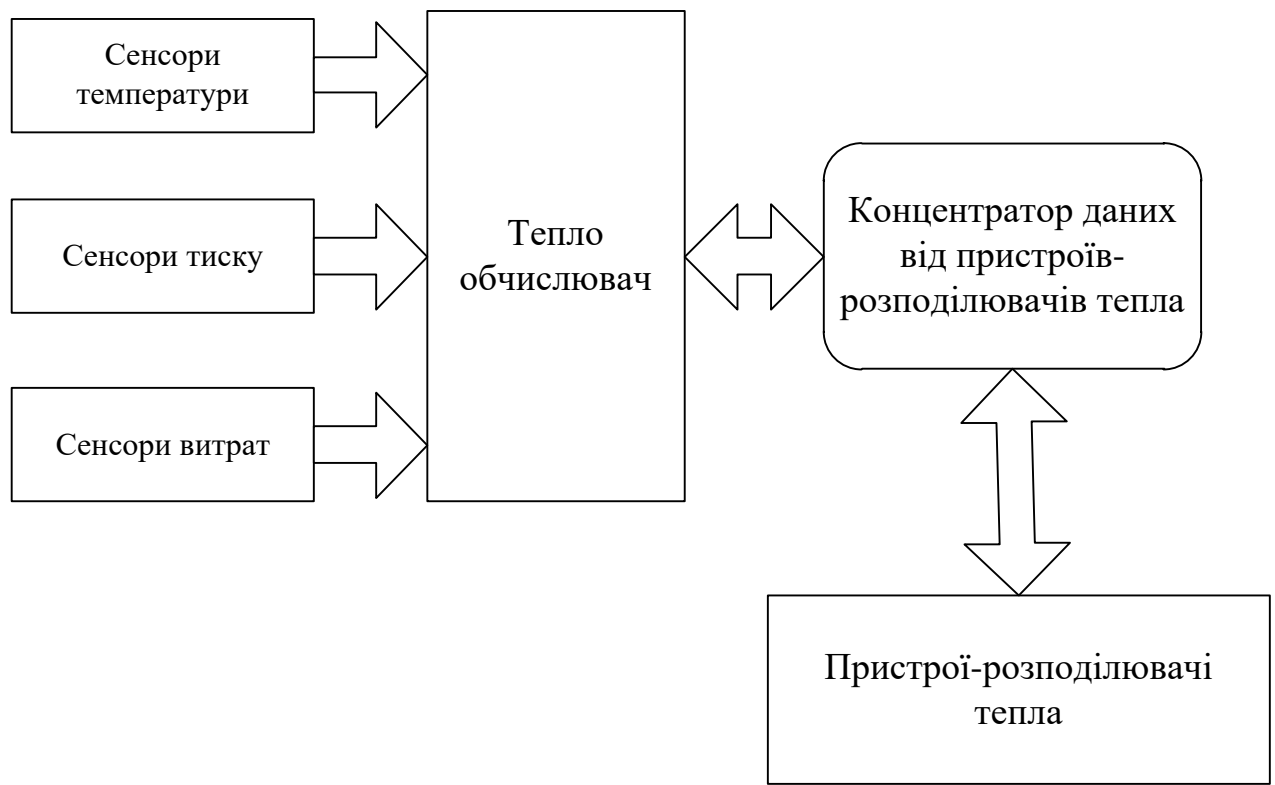 Сенсори
температури
Сенсори тиску
Сенсори витрат
Тепло
обчислювач
Концентратор даних
від пристроїв-
розподілювачів тепла
Пристрої-розподілювачі
тепла